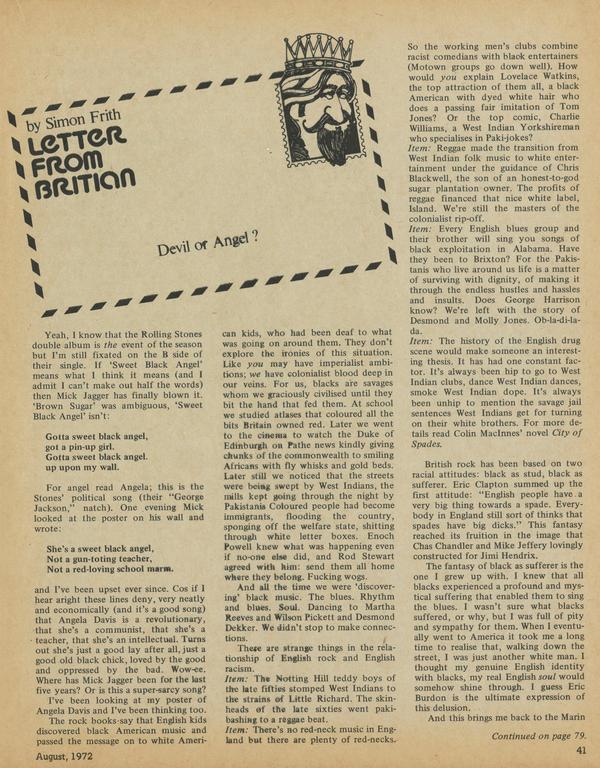 by Simon Frith
LETTER
FROM
BRITIAN
Devil or Angel ?
Yeah, I know that the Rolling Stones
double album is the event of the season
but I'm still fixated on the B side of
their single. If 'Sweet Black Angel'
means what I think it means (and I
admit I can't make out half the words)
then Mick Jagger has finally blown it.
'Brown Sugar' was ambiguous, 'Sweet
Black Angel' isn't:
Gotta sweet black angel,
got a pin-up girl.
Gotta sweet black angel.
up upon my wall.
For angel read Angela; this is the
Stones' political song (their "George
Jackson," natch). One evening Mick
looked at the poster on his wall and
wrote:
She's a sweet black angel,
Not a gun-toting teacher,
Not a red-loving school marm.
and I've been upset ever since. Cos if I
hear aright these lines deny, very neatly
and economically (and it's a good song)
that Angela Davis is a revolutionary,
that she's a communist, that she's a
teacher, that she's an intellectual. Turns
out she's just a good lay after all, just a
good old black chick, loved by the good
and oppressed by the bad. Wow-ee.
Where has Mick Jagger been for the last
five years? Or is this a super-sarcy song?
I've been looking at my poster of
Angela Davis and I've been thinking too.
The rock books say that English kids
discovered black American music and
passed the message on to white Ameri-
can kids, who had been deaf to what
was going on around them. They don't
explore the ironies of this situation.
Like you may have imperialist ambi-
tions; we have colonialist blood deep in
our veins. For us, blacks are savages
whom we graciously civilised until they
bit the hand that fed them. At school
we studied atlases that coloured all the
bits Britain owned red. Later we went
to the cinema to watch the Duke of
Edinburgh on Pathe news kindly giving
chunks of the commonwealth to smiling
Africans with fly whisks and gold beds.
Later still we noticed that the streets
were being swept by West Indians, the
mills kept going through the night by
Pakistanis Coloured people had become
immigrants, flooding the country,
sponging off the welfare state, shitting
through white letter boxes. Enoch
Powell knew what was happening even
if no-one else did, and Rod Stewart
agreed with him: send them all home
where they belong. Fucking wogs.
And all the time we were 'discover-
ing' black music. The blues. Rhythm
and blues. Soul. Dancing to Martha
Reeves and Wilson Pickett and Desmond
Dekker. We didn't stop to make connec-
tions.
There are strange things in the rela-
tionship of English rock and English
racism.
Item: The Notting Hill teddy boys of
the late fifties stomped West Indians to
the strains of Little Richard. The skin-
heads of the late sixties went paki-
bashing to a reggae beat.
Item: There's no red-neck music in Eng-
land but there are plenty of red-necks.
So the working men's clubs combine
racist comedians with black entertainers
(Motown groups go down well). How
would you explain Lovelace Watkins,
the top attraction of them all, a black
American with dyed white hair who
does a passing fair imitation of Tom
Jones? Or the top comic, Charlie
Williams, a West Indian Yorkshireman
who specialises in Paki-jokes?
Item: Reggae made the transition from
West Indian folk music to white enter-
tainment under the guidance of Chris
Blackwell, the son of an honest-to-god
sugar plantation owner. The profits of
reggae financed that nice white label,
Island. We're still the masters of the
colonialist rip-off.
Item: Every English blues group and
their brother will sing you songs of
black exploitation in Alabama. Have
they been to Brixton? For the Pakis-
tanis who live around us life is a matter
of surviving with dignity, of making it
through the endless hustles and hassles
and insults. Does George Harrison
know? We're left with the story of
Desmond and Molly Jones. Ob-la-di-la-
da.
Item: The history of the English drug
scene would make someone an interest-
ing thesis. It has had one constant fac-
tor. It's always been hip to go to West
Indian clubs, dance West Indian dances,
smoke West Indian dope. It's always
been unhip to mention the savage jail
sentences West Indians get for turning
on their white brothers. For more de-
tails read Colin MacInnes' novel City of
Spades.
British rock has been based on two
racial attitudes: black as stud, black as
sufferer. Eric Clapton summed up the
first attitude: "English people have a
very big thing towards a spade. Every-
body in England still sort of thinks that
spades have big dicks." This fantasy
reached its fruition in the image that
Chas Chandler and Mike Jeffery lovingly
constructed for Jimi Hendrix.
The fantasy of black as sufferer is the
one I grew up with. I knew that all
blacks experienced a profound and mys-
tical suffering that enabled them to sing
the blues. I wasn't sure what blacks
suffered, or why, but I was full of pity
and sympathy for them. When I eventu-
ally went to America it took me a long
time to realise that, walking down the
street, I was just another white man. I
thought my genuine English identity
with blacks, my real English soul would
somehow shine through. I guess Eric
Burdon is the ultimate expression of
this delusion.
And this brings me back to the Marin
Continued on page 79.
August, 1972
41